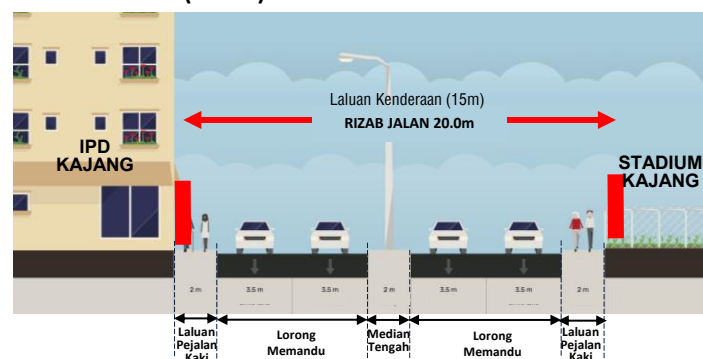 Laluan Kenderaan (15m)
RIZAB JALAN 20.0m
IPD
KAJANG
STADIUM
KAJANG
2 m
3.5 m
3.5 m
2 m
3.5 m
3.5 m
2 m
Laluan
Pejalan
Kaki
Lorong
Memandu
Median
Tengah
Lorong
Memandu
Laluan
Pejalan
Kaki